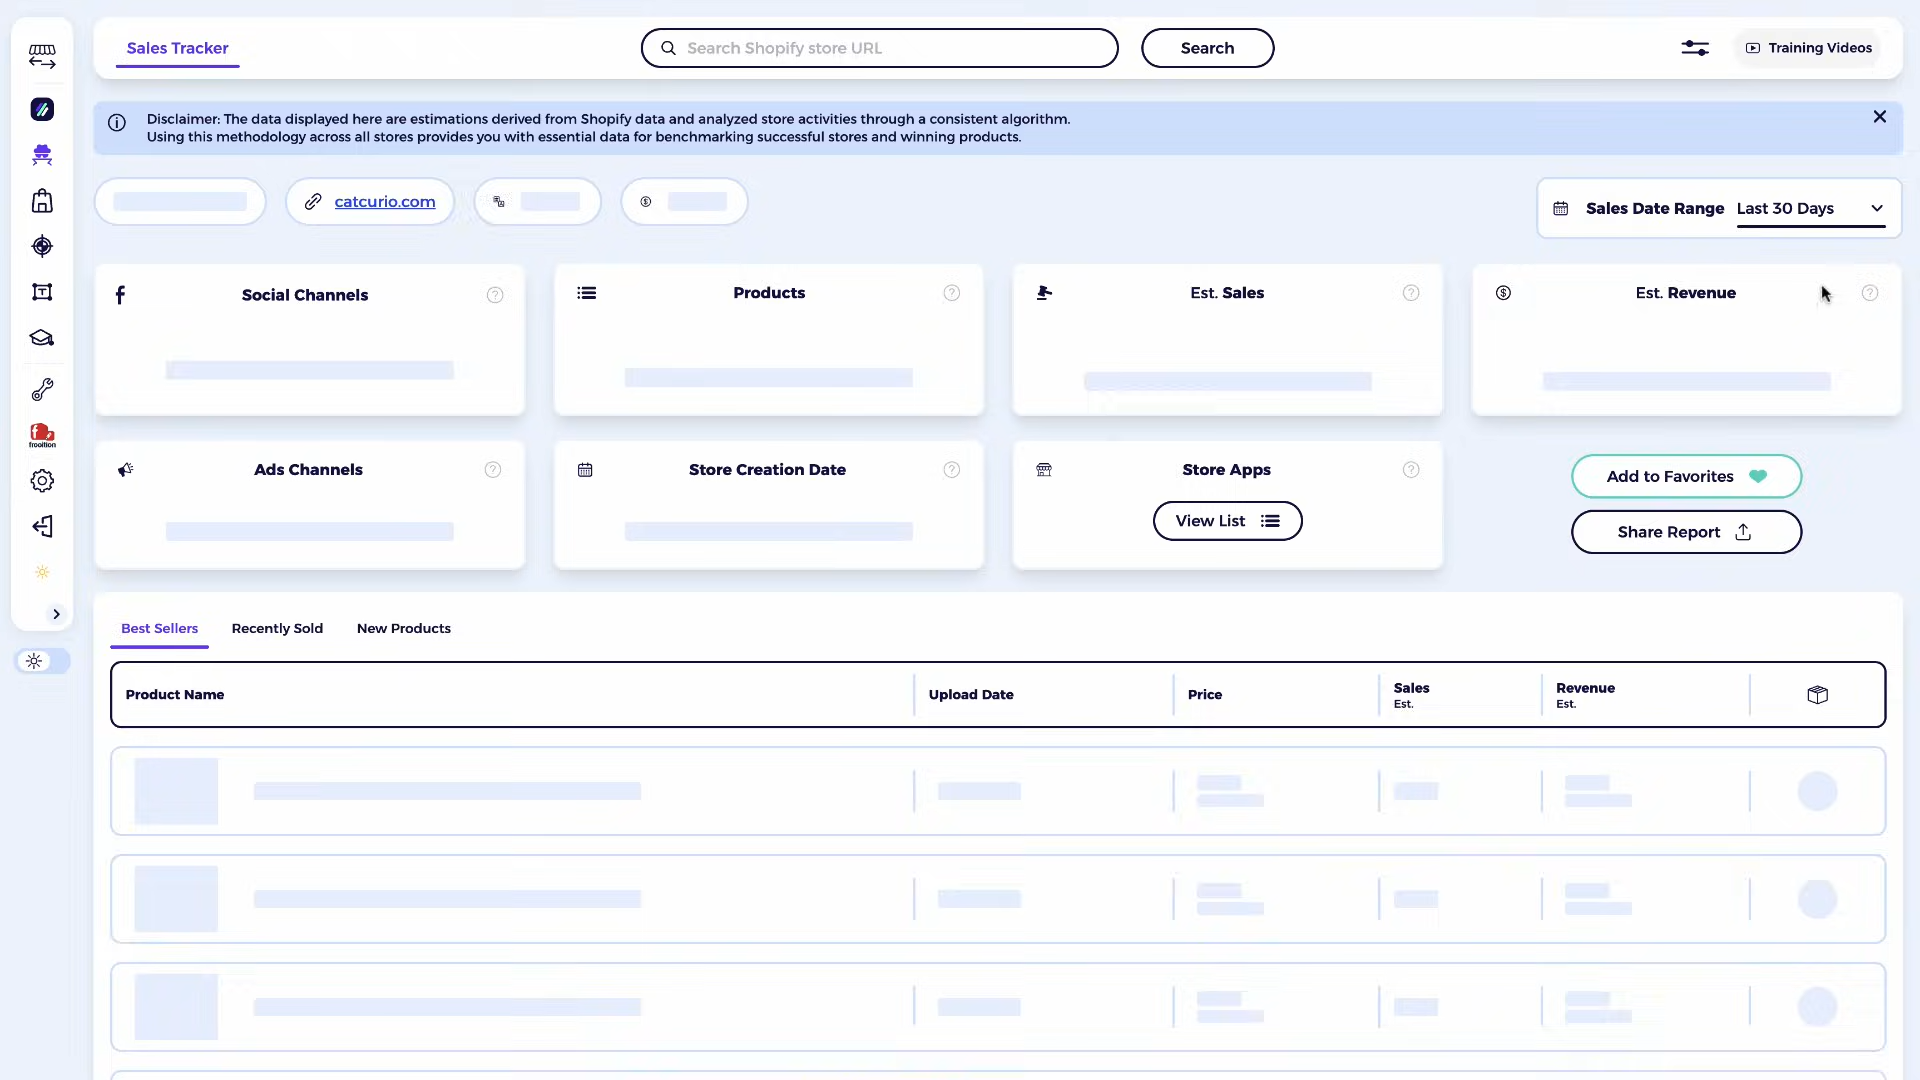 Sales Tracker
Search Shopify store URL
Search
Training Videos
Disclaimer: The data displayed here are estimations derived from Shopify data and analyzed store activities through a consistent algorithm.
Using this methodology across all stores provides you with essential data for benchmarking successful stores and winning products.
catcurio.com
Sales Date Range Last 30 Days
Social Channels
Products
Est. Sales
Est. Revenue
Ads Channels
Store Creation Date
Store Apps
View List
Add to Favorites
Share Report
frooition
Best Sellers
Recently Sold
New Products
Product Name
Upload Date
Price
Sales
Est.
Revenue
Est.